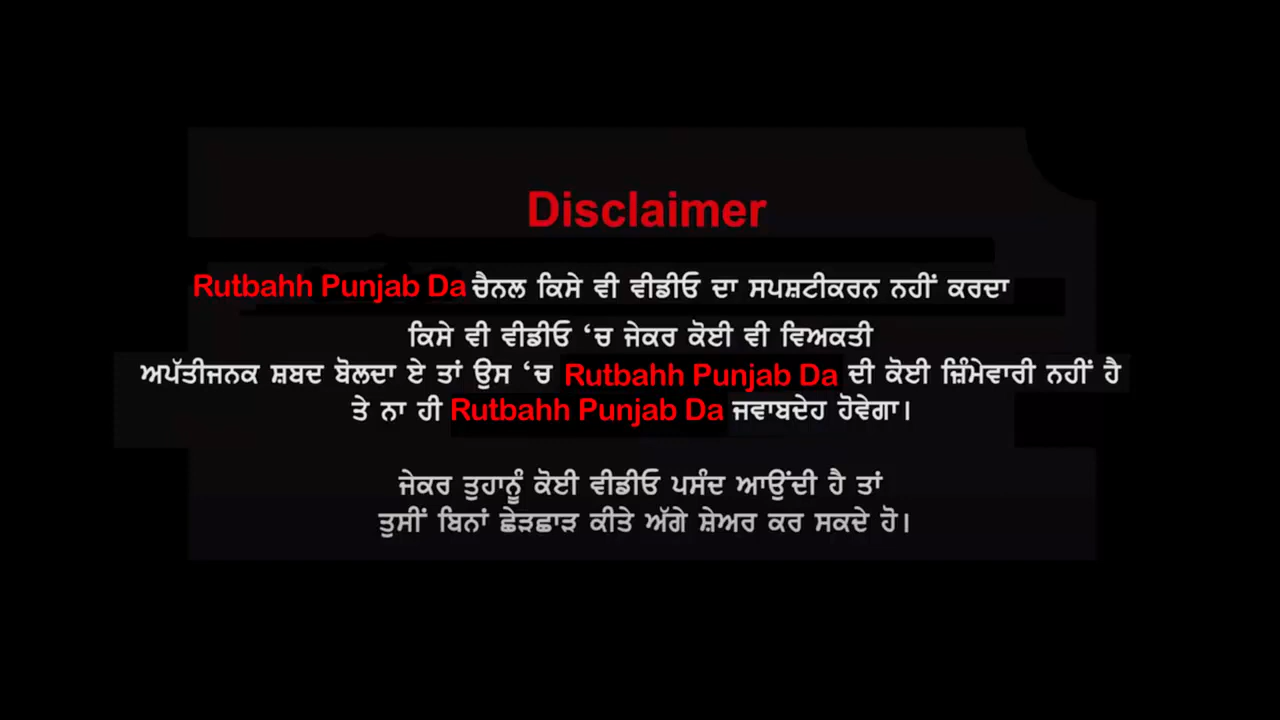 Disclaimer
Rutbahh Punjab Da ਚੈਨਲ ਕਿਸੇ ਵੀ ਵੀਡੀਓ ਦਾ ਸਪਸ਼ਟੀਕਰਨ ਨਹੀਂ ਕਰਦਾ
ਕਿਸੇ ਵੀ ਵੀਡੀਓ ‘ਚ ਜੇਕਰ ਕੋਈ ਵੀ ਵਿਅਕਤੀ
ਅਪੱਤੀਜਨਕ ਸ਼ਬਦ ਬੋਲਦਾ ਏ ਤਾਂ ਉਸ ‘ਚ Rutbahh Punjab Da ਦੀ ਕੋਈ ਜ਼ਿੰਮੇਵਾਰੀ ਨਹੀਂ ਹੈ
ਤੇ ਨਾ ਹੀ Rutbahh Punjab Da ਜਵਾਬਦੇਹ ਹੋਵੇਗਾ।
ਜੇਕਰ ਤੁਹਾਨੂੰ ਕੋਈ ਵੀਡੀਓ ਪਸੰਦ ਆਉਂਦੀ ਹੈ ਤਾਂ
ਤੁਸੀਂ ਬਿਨਾਂ ਛੇੜਛਾੜ ਕੀਤੇ ਅੱਗੇ ਸ਼ੇਅਰ ਕਰ ਸਕਦੇ ਹੋ।